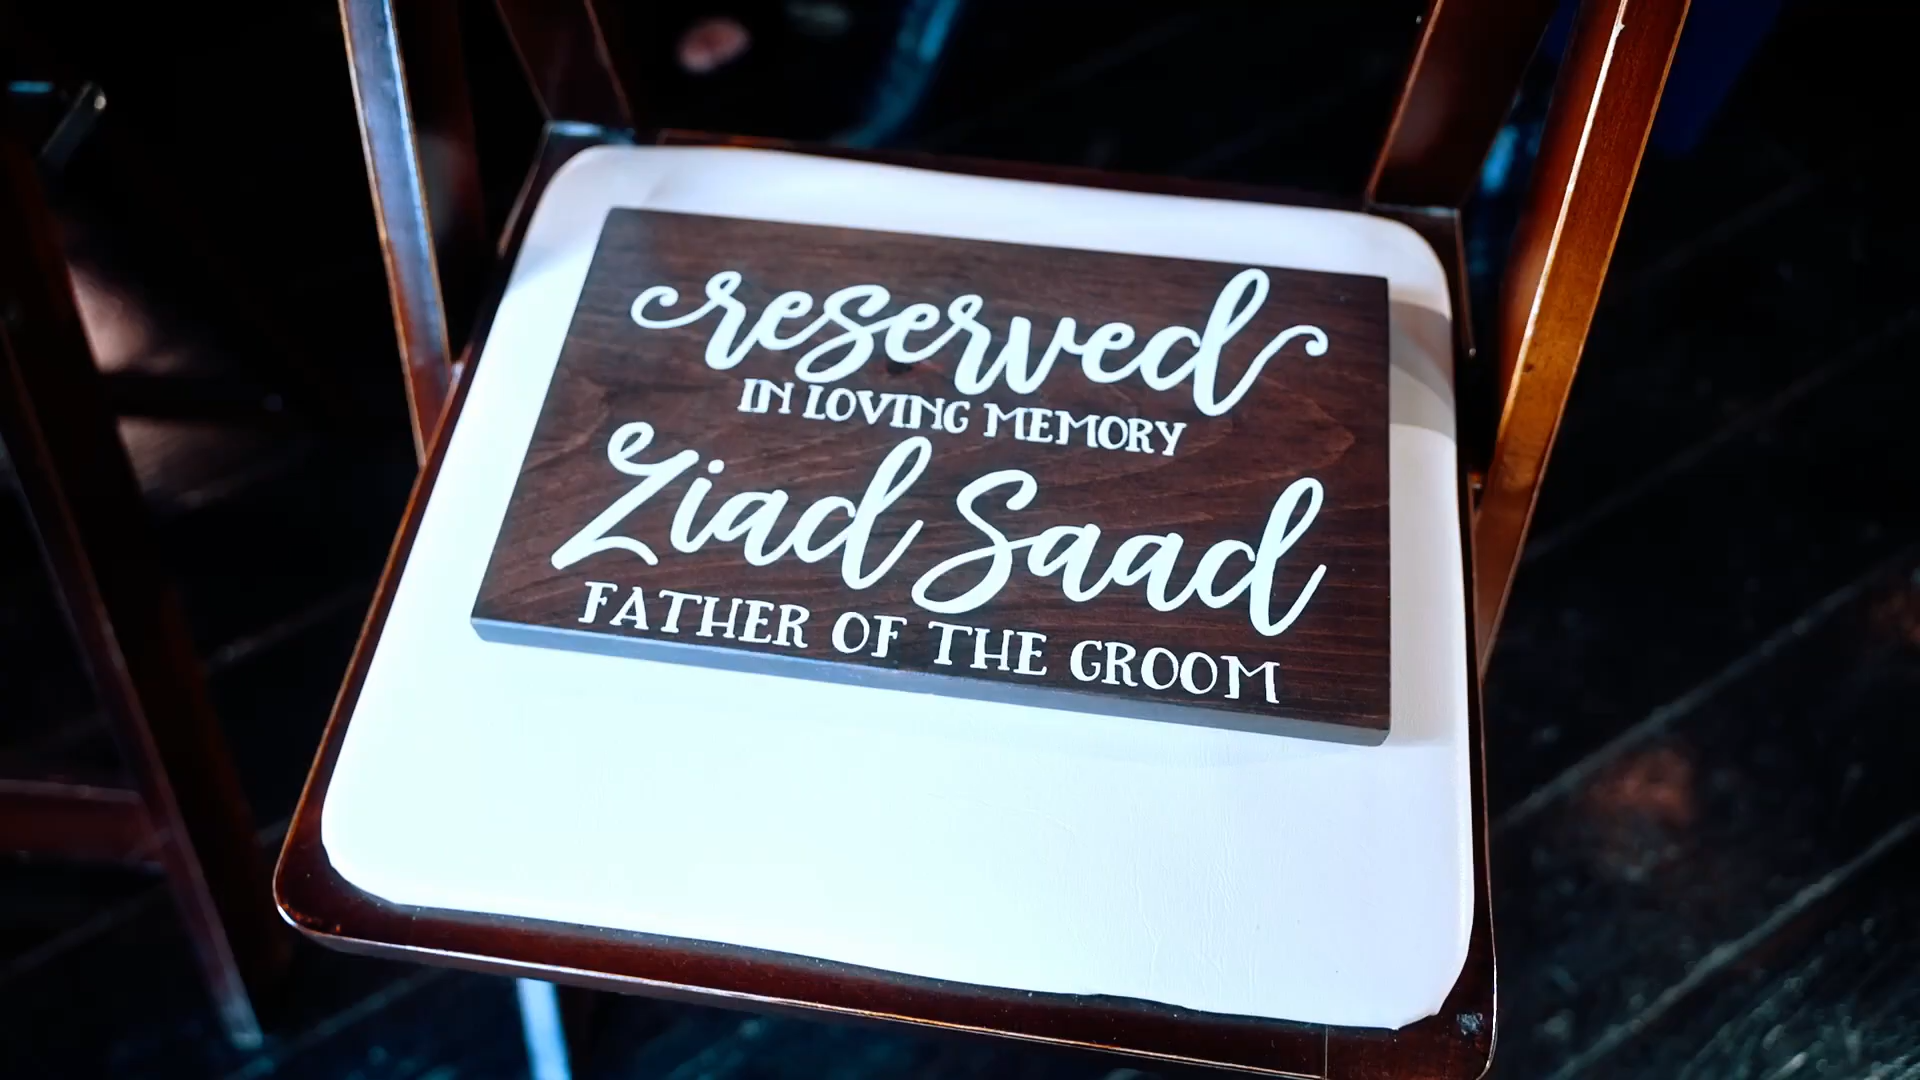 reserved
IN LOVING MEMORY
Ziad Saad
FATHER OF THE GROOM